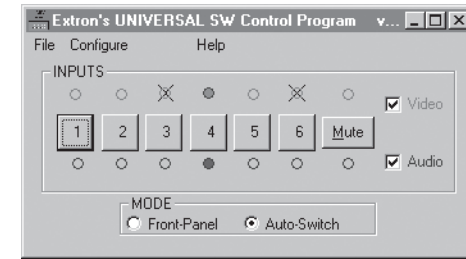 Extron's UNIVERSAL SW Control Program v...
File Configure Help
INPUTS
Video
1 2 3 4 5 6 Mute
Audio
MODE
Front-Panel Auto-Switch